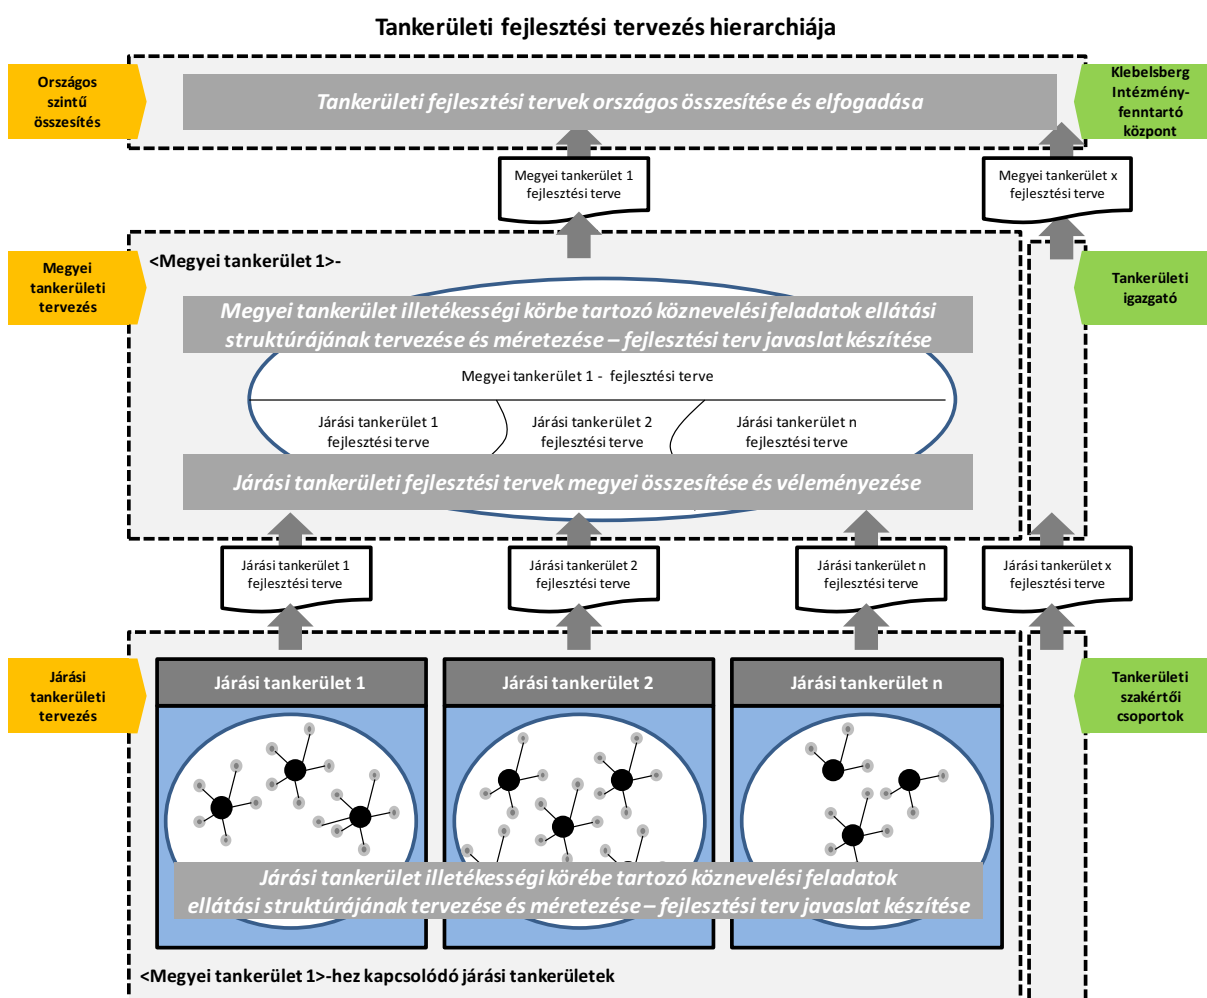 Tankerületi fejlesztési tervezés hierarchiája
Országos
szintű
összesítés
Tankerületi fejlesztési tervek országos összesítése és elfogadása
Klebelsberg
Intézmény-
fenntartó
központ
Megyei tankerület 1
fejlesztési terve
Megyei tankerület x
fejlesztési terve
Megyei
tankerületi
tervezés
<Megyei tankerület 1>-
Tankerületi
igazgató
Megyei tankerület illetékességi körbe tartozó köznevelési feladatok ellátási
struktúrájának tervezése és méretezése – fejlesztési terv javaslat készítése
Megyei tankerület 1 - fejlesztési terve
Járási tankerület 1
fejlesztési terve
Járási tankerület 2
fejlesztési terve
Járási tankerület n
fejlesztési terve
Járási tankerületi fejlesztési tervek megyei összesítése és véleményezése
Járási tankerület 1
fejlesztési terve
Járási tankerület 2
fejlesztési terve
Járási tankerület n
fejlesztési terve
Járási tankerület x
fejlesztési terve
Járási
tankerületi
tervezés
Járási tankerület 1
Járási tankerület 2
Járási tankerület n
Tankerületi
szakértői
csoportok
Járási tankerület illetékességi körébe tartozó köznevelési feladatok
ellátási struktúrájának tervezése és méretezése – fejlesztési terv javaslat készítése
<Megyei tankerület 1>-hez kapcsolódó járási tankerületek